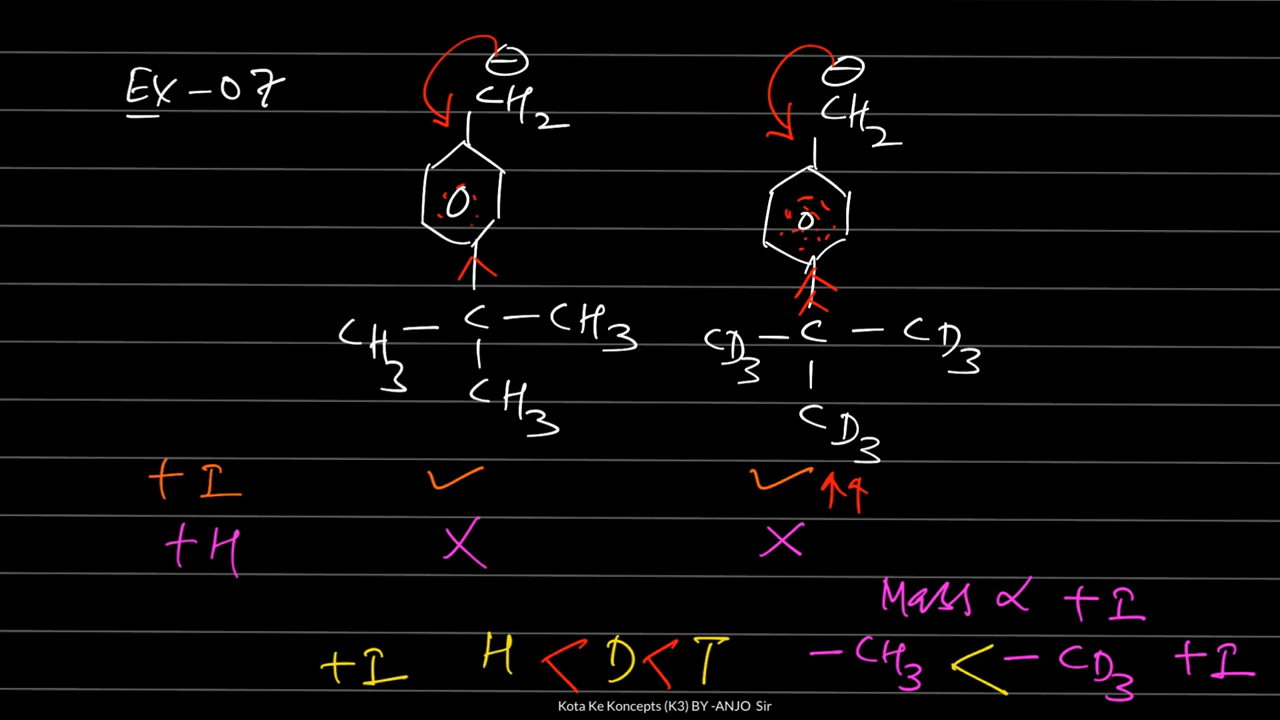 Ex-07
⊖ ⊖
CH2 CH2
CH3 - C - CH3 CD3 - C - CD3
CH3 CD3
+I ✓ ✓ ↑↑
+H X X
Mass ∝ +I
+I H < D < T - CH3 < - CD3 +I
Kota Ke Koncepts (K3) BY -ANJO Sir